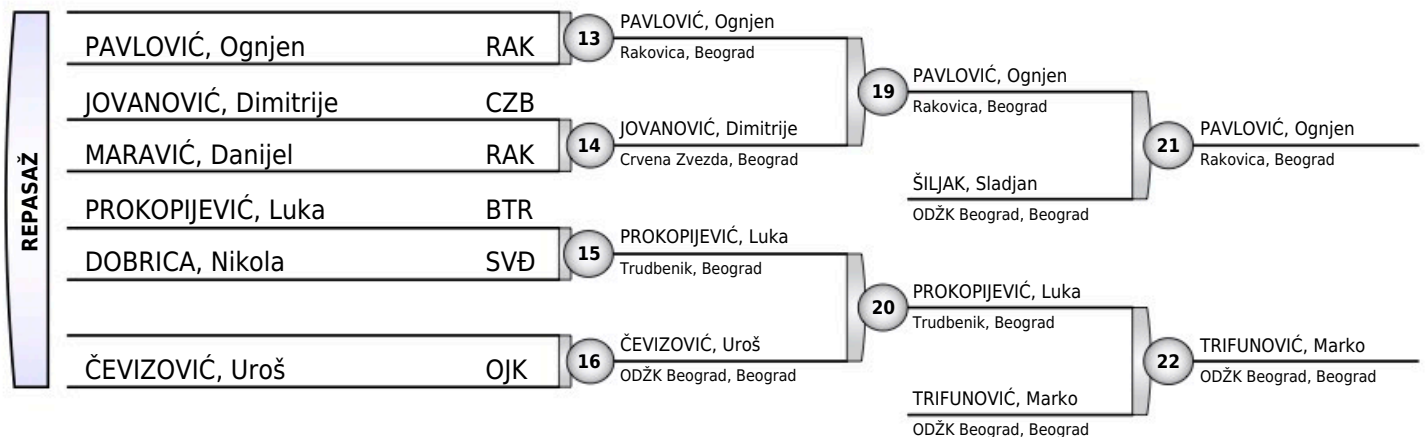 REPASAŽ
PAVLOVIĆ, Ognjen RAK
JOVANOVIĆ, Dimitrije CZB
MARAVIĆ, Danijel RAK
PROKOPIJEVIĆ, Luka BTR
DOBRICA, Nikola SVĐ
ČEVIZOVIĆ, Uroš OJK
13
PAVLOVIĆ, Ognjen
Rakovica, Beograd
14
JOVANOVIĆ, Dimitrije
Crvena Zvezda, Beograd
15
PROKOPIJEVIĆ, Luka
Trudbenik, Beograd
16
ČEVIZOVIĆ, Uroš
ODŽK Beograd, Beograd
19
PAVLOVIĆ, Ognjen
Rakovica, Beograd
ŠILJAK, Sladjan
ODŽK Beograd, Beograd
20
PROKOPIJEVIĆ, Luka
Trudbenik, Beograd
TRIFUNOVIĆ, Marko
ODŽK Beograd, Beograd
21
PAVLOVIĆ, Ognjen
Rakovica, Beograd
22
TRIFUNOVIĆ, Marko
ODŽK Beograd, Beograd